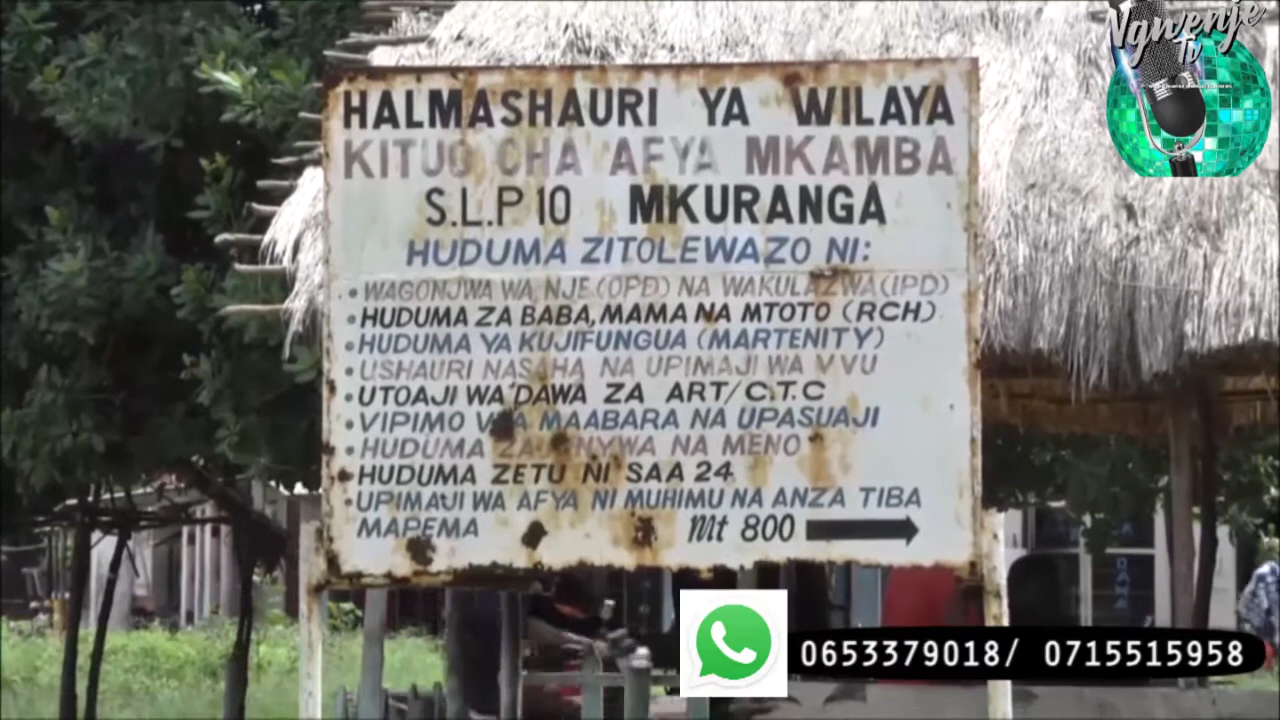 Ngwenje
Tv
HALMASHAURI YA WILAYA
KITUO CHA AFYA MKAMBA
S.L.P 10 MKURANGA
HUDUMA ZITOLEWAZO NI:
• WAGONJWA WA NJE (OPD) NA WAKULAZWA (IPD)
• HUDUMA ZA BABA, MAMA NA MTOTO (RCH)
• HUDUMA YA KUJIFUNGUA (MARTENITY)
• USHAURI NASAHA NA UPIMAJI WA VVU
• UTOAJI WA DAWA ZA ART/C.T.C
• VIPIMO VYA MAABARA NA UPASUAJI
• HUDUMA ZA KINYWA NA MENO
• HUDUMA ZETU NI SAA 24
• UPIMAJI WA AFYA NI MUHIMU NA ANZA TIBA
MAPEMA Mt 800
DAWA
0653379018/ 0715515958